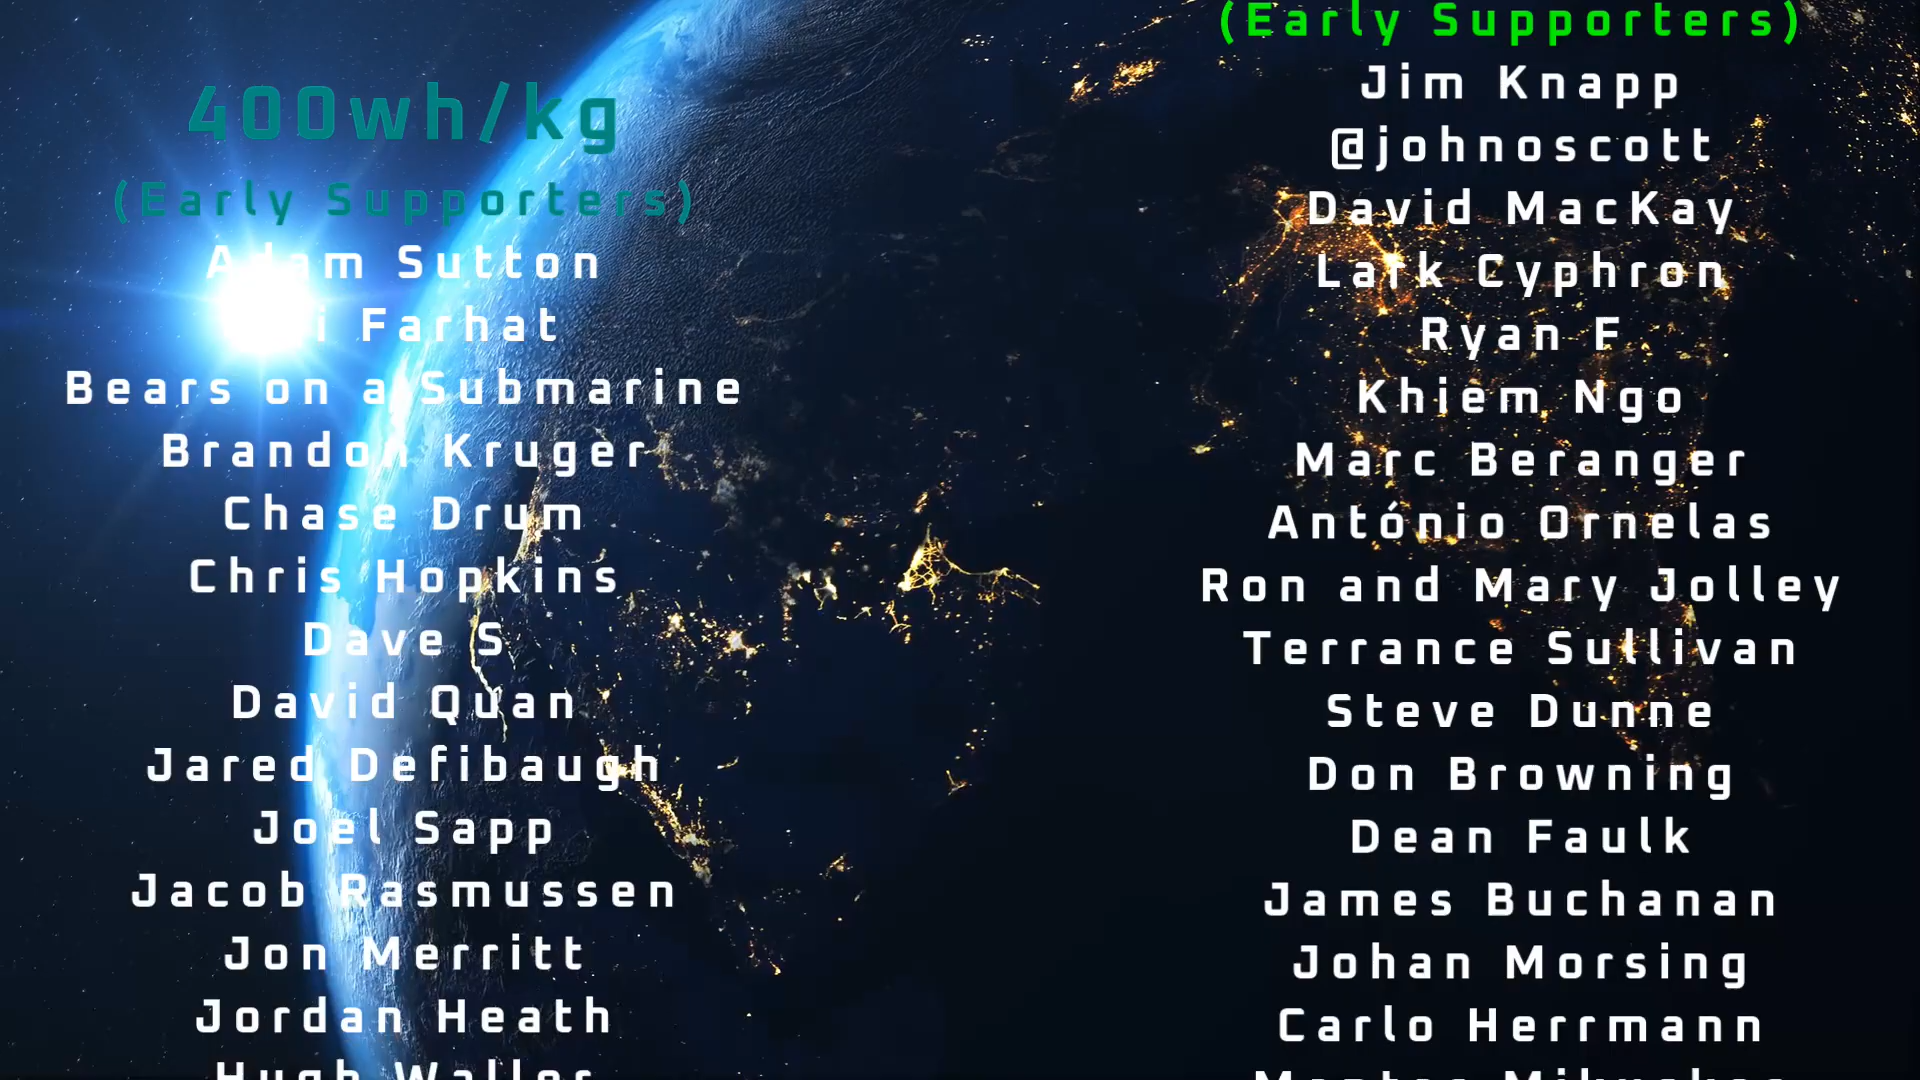 400wh/kg
(Early Supporters)
Adam Sutton
Farhat
Bears on a Submarine
Brandon Kruger
Chase Drum
Chris Hopkins
Dave S
David Quan
Jared Defibaugh
Joel Sapp
Jacob Rasmussen
Jon Merritt
Jordan Heath
Hugh Waller
(Early Supporters)
Jim Knapp
@johnoscott
David MacKay
Lark Cyphron
Ryan F
Khiem Ngo
Marc Beranger
António Ornelas
Ron and Mary Jolley
Terrance Sullivan
Steve Dunne
Don Browning
Dean Faulk
James Buchanan
Johan Morsing
Carlo Herrmann